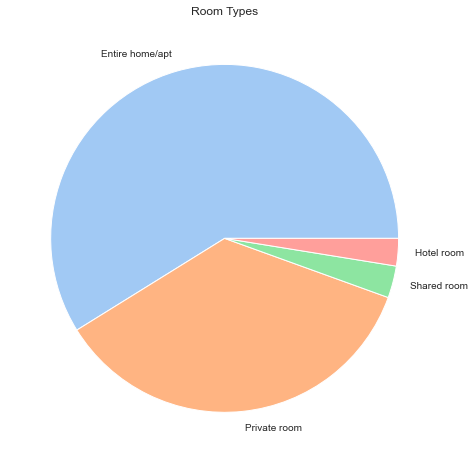 Room Types
Entire home/apt
Hotel room
Shared room
Private room